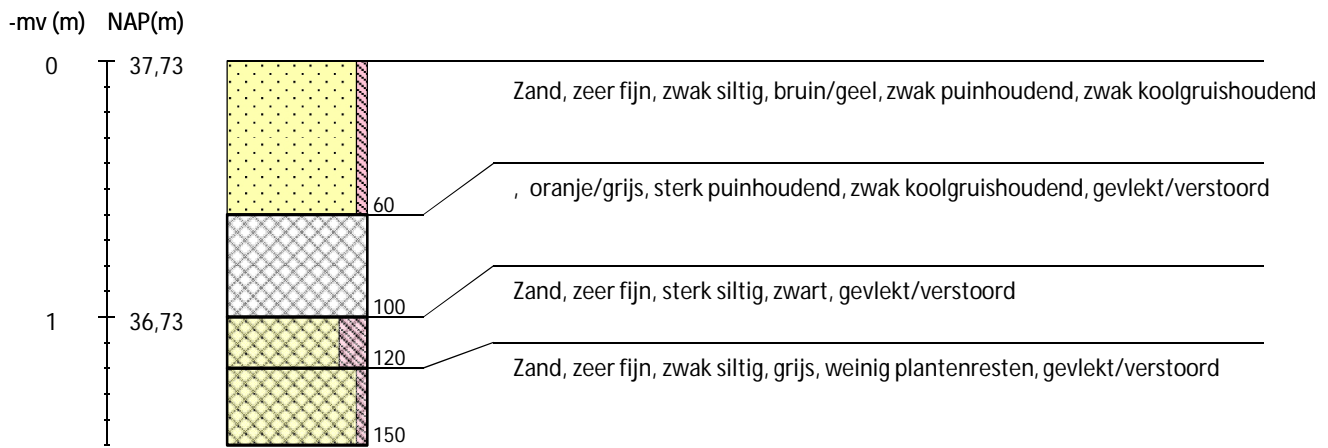 -mv (m) NAP(m)
0 37,73
Zand, zeer fijn, zwak siltig, bruin/geel, zwak puinhoudend, zwak koolgruishoudend
60
, oranje/grijs, sterk puinhoudend, zwak koolgruishoudend, gevlekt/verstoord
100
Zand, zeer fijn, sterk siltig, zwart, gevlekt/verstoord
1 36,73
120
Zand, zeer fijn, zwak siltig, grijs, weinig plantenresten, gevlekt/verstoord
150